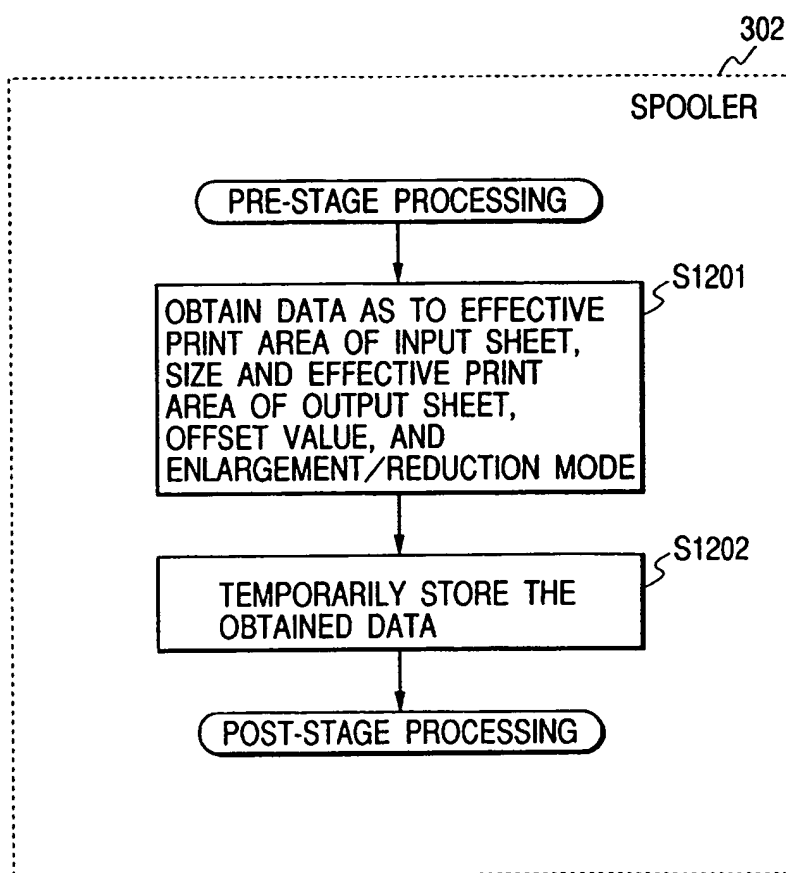 302
SPOOLER
PRE-STAGE PROCESSING
S1201
OBTAIN DATA AS TO EFFECTIVE
PRINT AREA OF INPUT SHEET,
SIZE AND EFFECTIVE PRINT
AREA OF OUTPUT SHEET,
OFFSET VALUE, AND
ENLARGEMENT/REDUCTION MODE
S1202
TEMPORARILY STORE THE
OBTAINED DATA
POST-STAGE PROCESSING